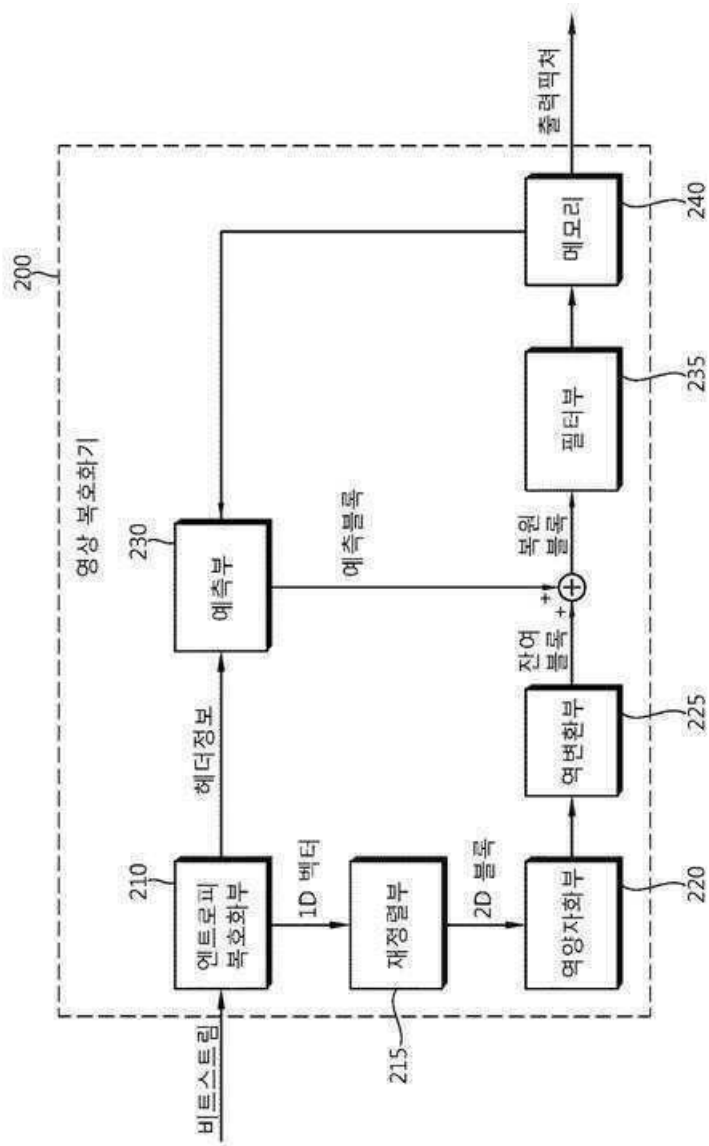 200
영상 복호화기
비트스트림
210
엔트로피
복호화부
헤더정보
230
예측부
1D 벡터
215
재정렬부
예측블록
2D 블록
역양자화부
220
역변환부
225
잔여
블록
+
++
복원
블록
필터부
235
메모리
240
출력픽쳐